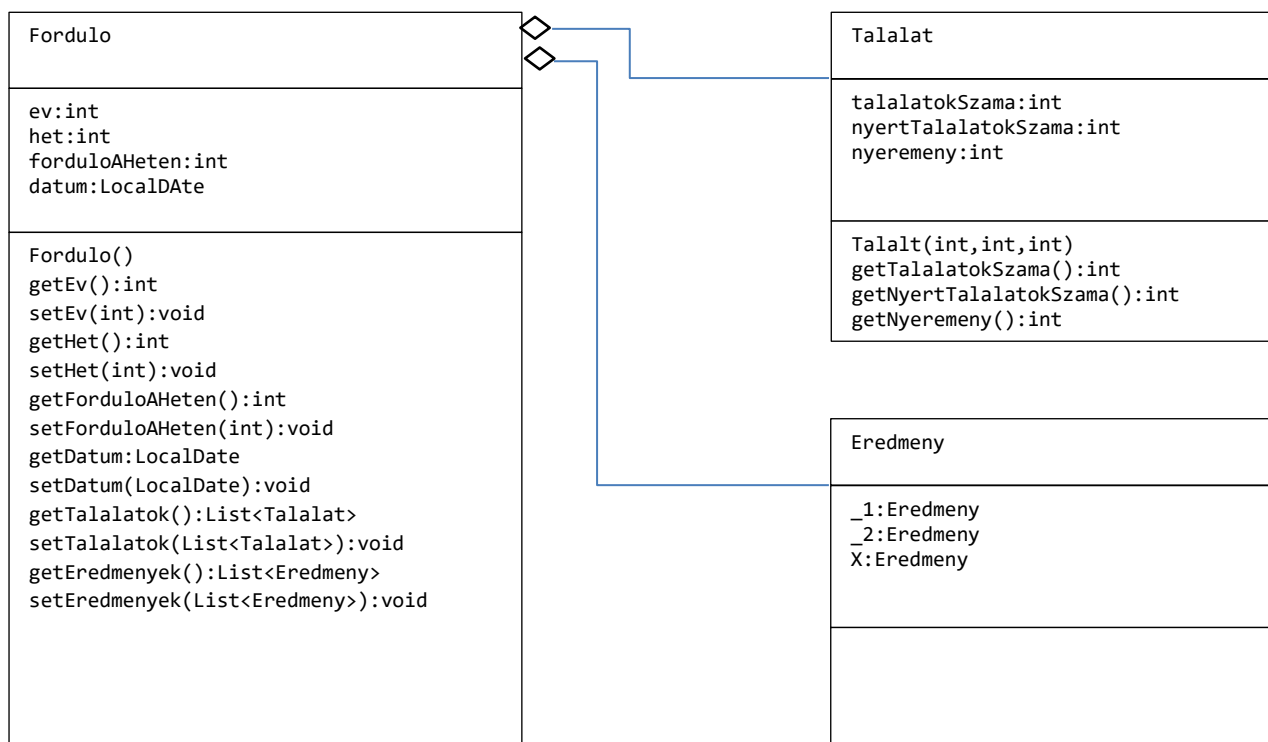 Fordulo
ev:int
het:int
forduloAHeten:int
datum:LocalDAte
Fordulo()
getEv():int
setEv(int):void
getHet():int
setHet(int):void
getForduloAHeten():int
setForduloAHeten(int):void
getDatum:LocalDate
setDatum(LocalDate):void
getTalalatok():List<Talalat>
setTalalatok(List<Talalat>):void
getEredmenyek():List<Eredmeny>
setEredmenyek(List<Eredmeny>):void
Talalat
talalatokSzama:int
nyertTalalatokSzama:int
nyeremeny:int
Talalt(int,int,int)
getTalalatokSzama():int
getNyertTalalatokSzama():int
getNyeremeny():int
Eredmeny
_1:Eredmeny
_2:Eredmeny
X:Eredmeny